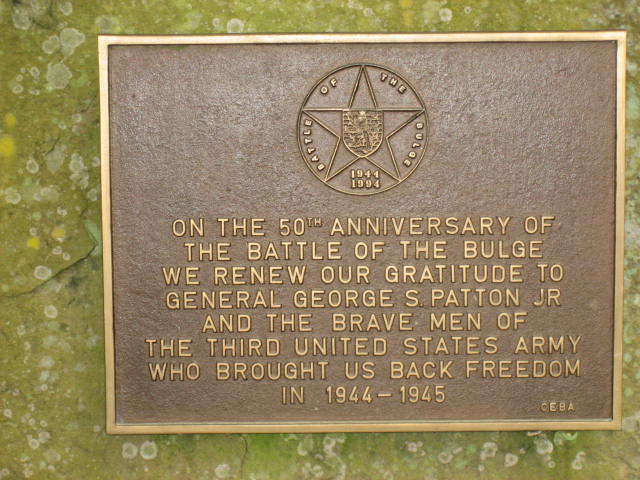 BATTLE OF THE BULGE
1944
1994
ON THE 50TH ANNIVERSARY OF
THE BATTLE OF THE BULGE
WE RENEW OUR GRATITUDE TO
GENERAL GEORGE S. PATTON JR
AND THE BRAVE MEN OF
THE THIRD UNITED STATES ARMY
WHO BROUGHT US BACK FREEDOM
IN 1944 – 1945
CEBA